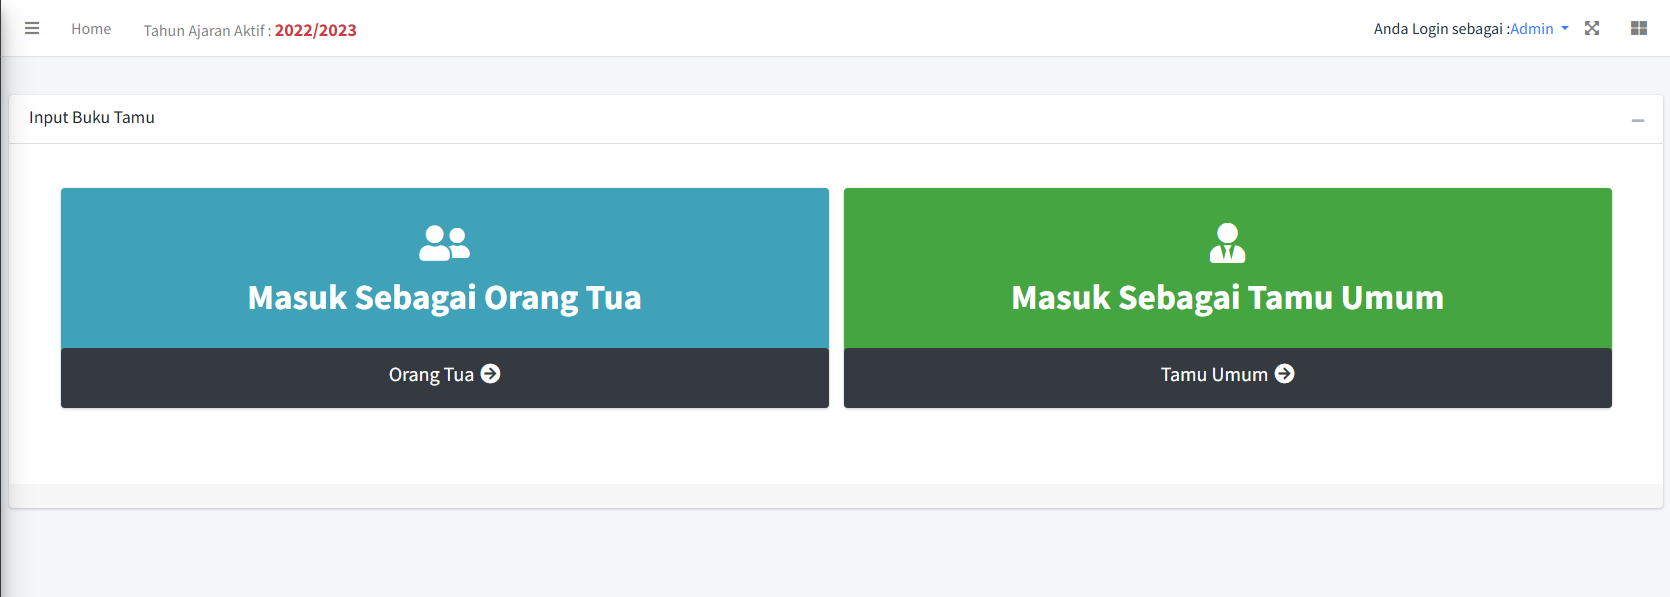 Home Tahun Ajaran Aktif : 2022/2023 Anda Login sebagai :Admin
Input Buku Tamu
Masuk Sebagai Orang Tua
Orang Tua
Masuk Sebagai Tamu Umum
Tamu Umum